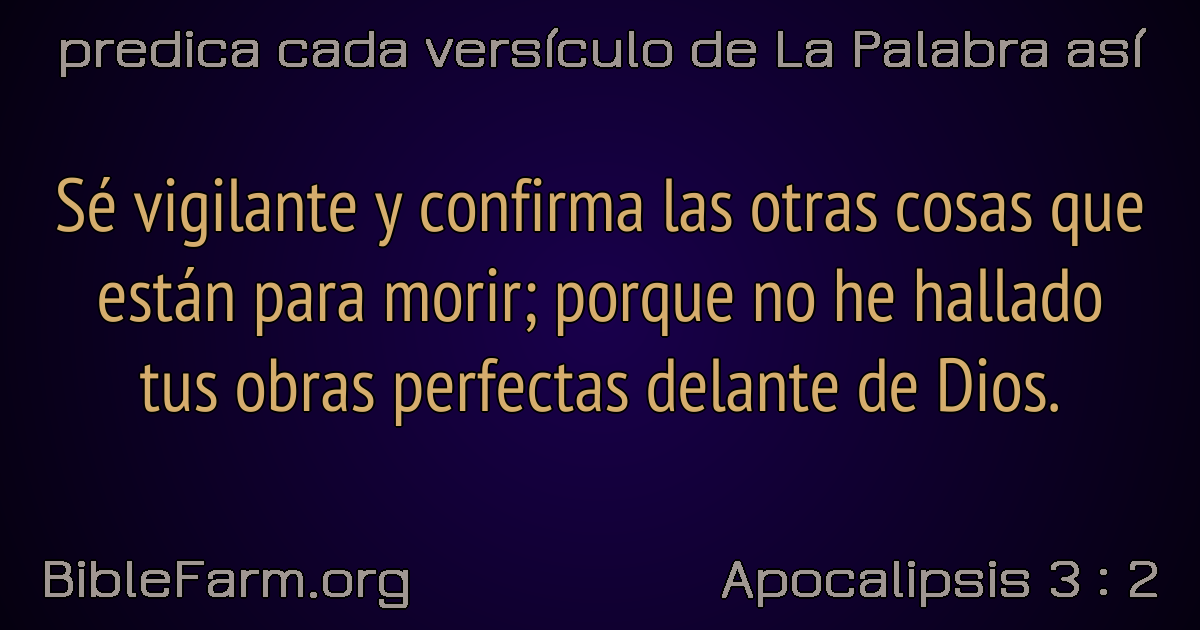 predica cada versículo de La Palabra así
Sé vigilante y confirma las otras cosas que
están para morir; porque no he hallado
tus obras perfectas delante de Dios.
BibleFarm.org
Apocalipsis 3 : 2